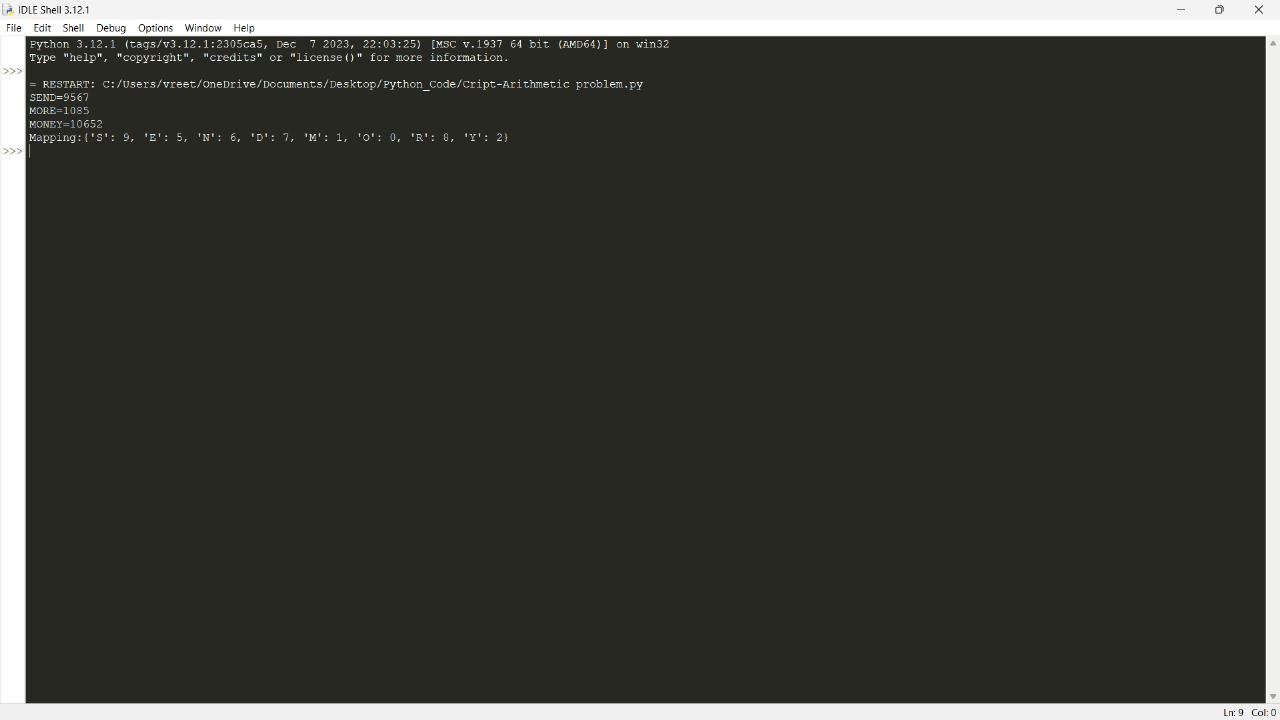 IDLE Shell 3.12.1
File Edit Shell Debug Options Window Help
Python 3.12.1 (tags/v3.12.1:2305ca5, Dec  7 2023, 22:03:25) [MSC v.1937 64 bit (AMD64)] on win32
Type "help", "copyright", "credits" or "license()" for more information.
>>>
= RESTART: C:/Users/vreet/OneDrive/Documents/Desktop/Python_Code/Cript-Arithmetic problem.py
SEND=9567
MORE=1085
MONEY=10652
Mapping:{'S': 9, 'E': 5, 'N': 6, 'D': 7, 'M': 1, 'O': 0, 'R': 8, 'Y': 2}
>>>
Ln: 9 Col: 0